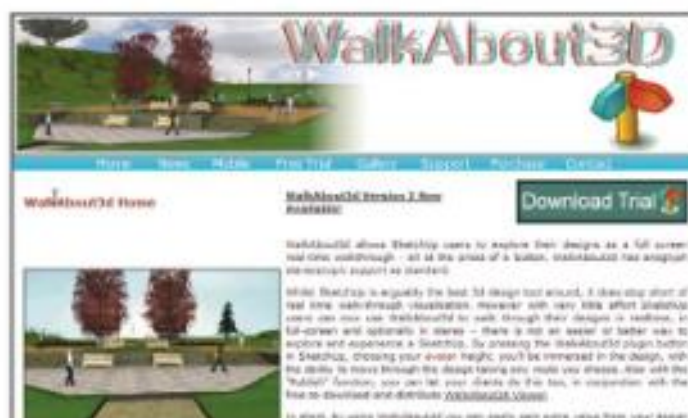 WalkAbout3D
Home News Mobile Free Trial Gallery Support Purchase Contact
WalkAbout3d Home
WalkAbout3d Version 2 Now
Available!
Download Trial
WalkAbout3d allows SketchUp users to explore their designs as a full screen
real time walkthrough - all at the press of a button. WalkAbout3d has anaglyph
stereoscopic support as standard.
Whilst SketchUp is arguably the best 3d design tool around, it does stop short of
real time walk-through visualisation. However with very little effort SketchUp
users can now use WalkAbout3d to walk through their designs in realtime, in
full-screen and optionally in stereo - there is not an easier or better way to
explore and experience a SketchUp. By pressing the WalkAbout3d plugin button
in SketchUp, choosing your avatar height, you'll be immersed in the design, with
the ability to move through the design taking any route you choose. Also with the
"Publish" function, you can let your clients do this too, in conjunction with the
free to download and distribute WalkAbout3d Viewer.